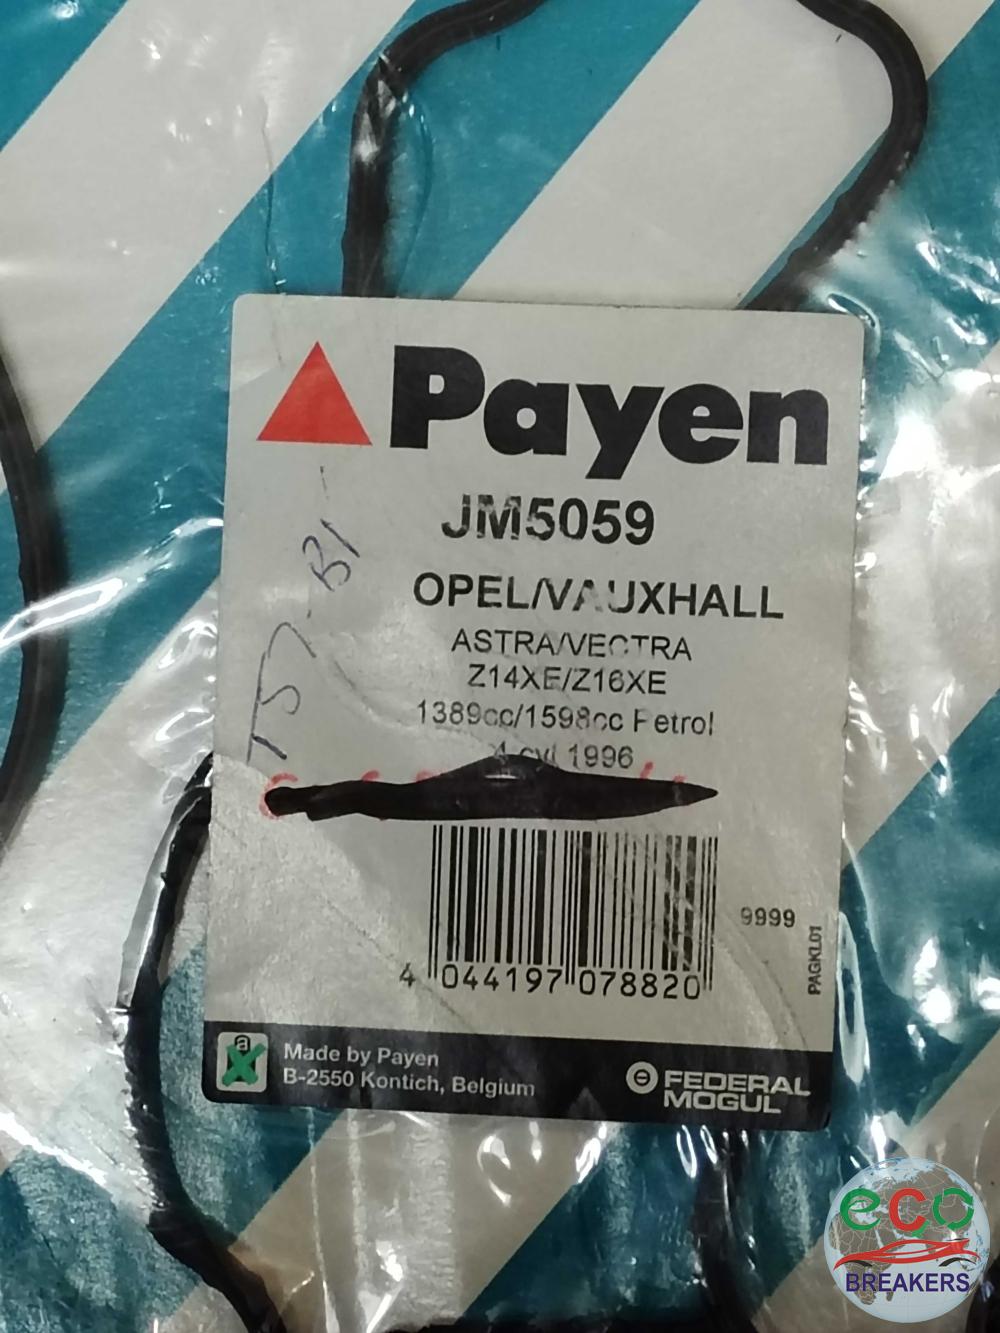 Payen
JM5059
OPEL/VAUXHALL
ASTRA/VECTRA
Z14XE/Z16XE
1389cc/1598cc Petrol
4 cyl 1996
9999
PAGKL01
4 044197 078820
a
Made by Payen
B-2550 Kontich, Belgium
FEDERAL
MOGUL
eco
BREAKERS